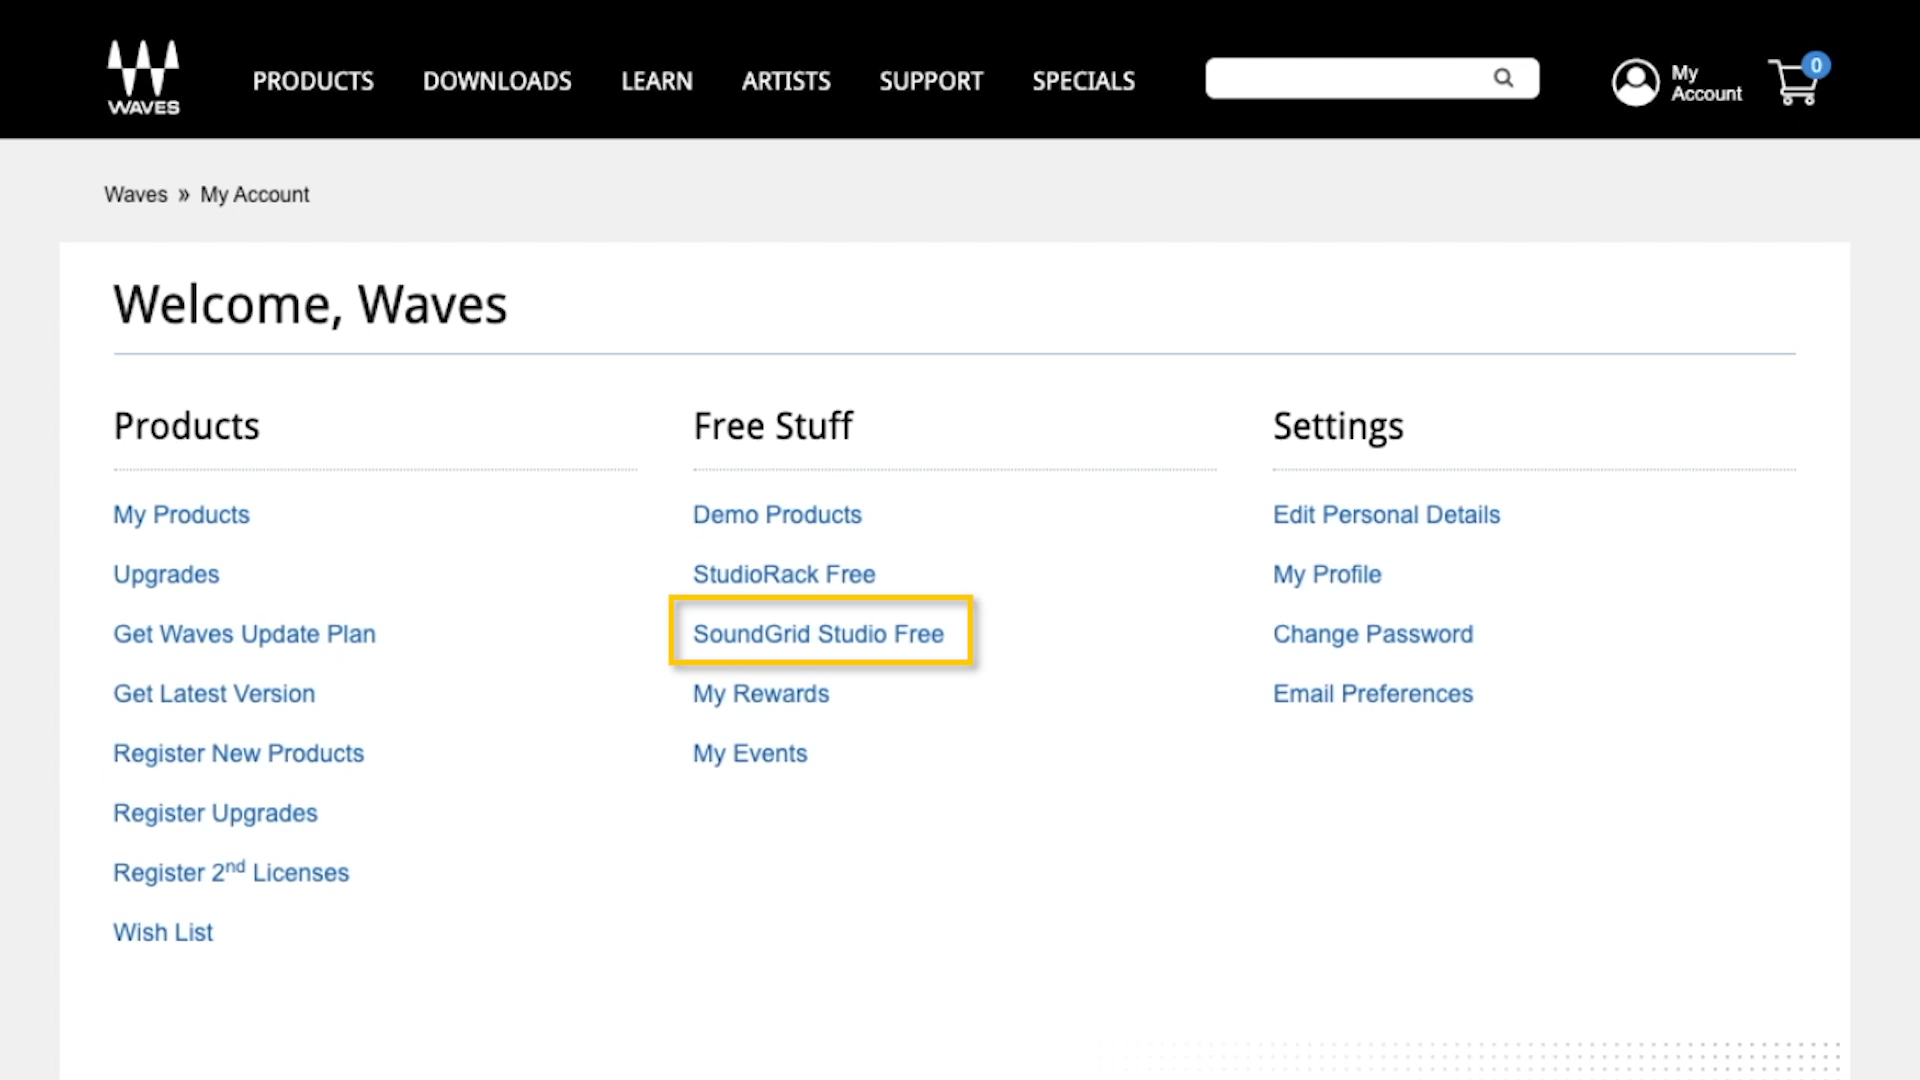 WAVES
PRODUCTS DOWNLOADS LEARN ARTISTS SUPPORT SPECIALS
My Account
0
Waves » My Account
Welcome, Waves
Products
My Products
Upgrades
Get Waves Update Plan
Get Latest Version
Register New Products
Register Upgrades
Register 2nd Licenses
Wish List
Free Stuff
Demo Products
StudioRack Free
SoundGrid Studio Free
My Rewards
My Events
Settings
Edit Personal Details
My Profile
Change Password
Email Preferences